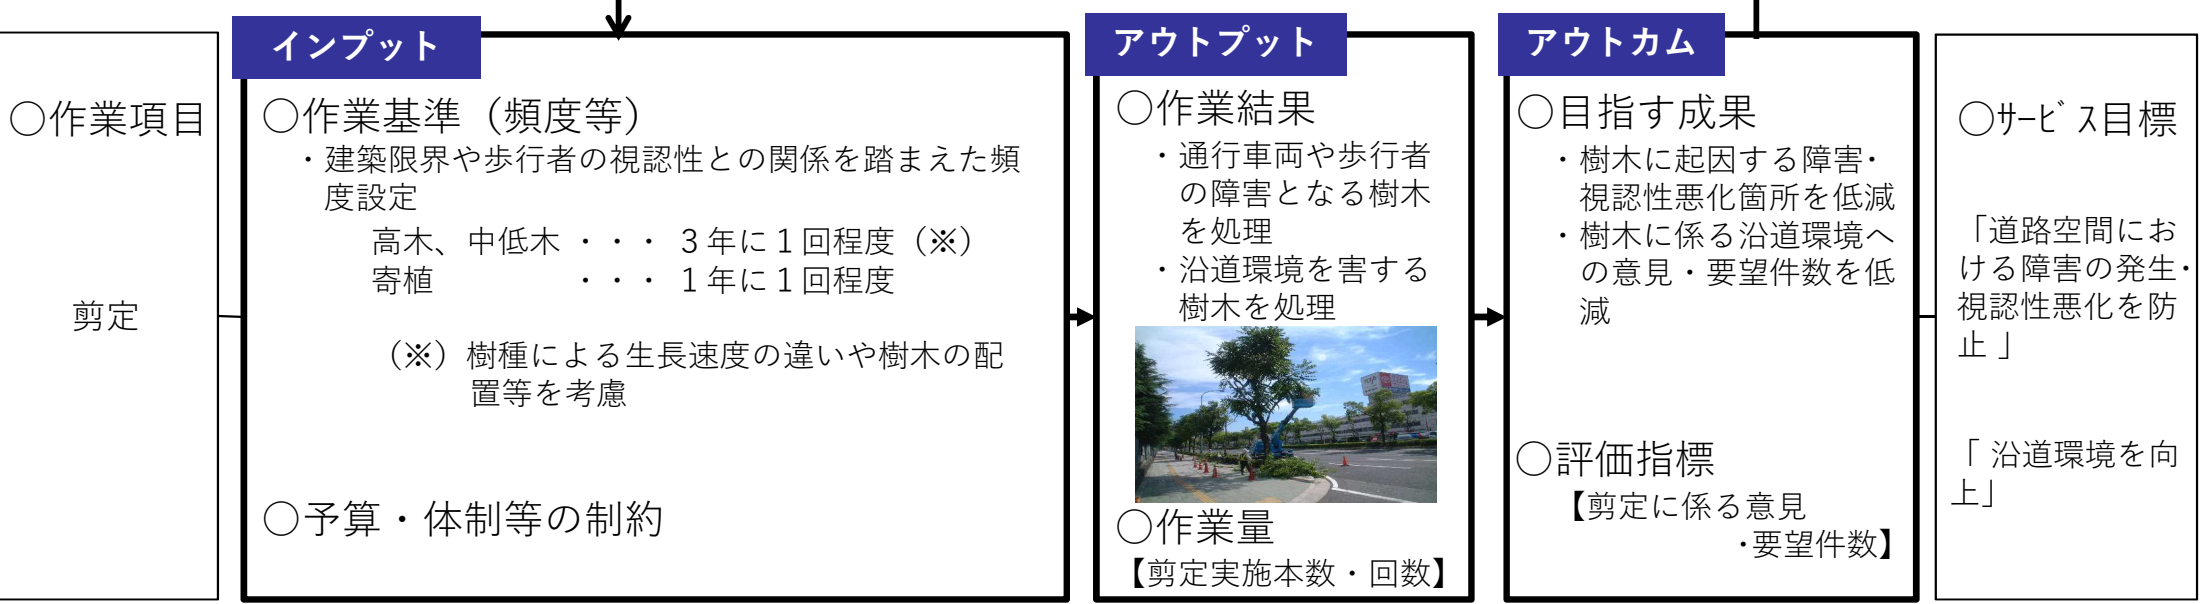 ○作業項目
剪定
インプット
○作業基準（頻度等）
・建築限界や歩行者の視認性との関係を踏まえた頻
度設定
高木、中低木 ・・・ ３年に１回程度（※）
寄植 ・・・ １年に１回程度
（※）樹種による生長速度の違いや樹木の配
置等を考慮
○予算・体制等の制約
アウトプット
○作業結果
・通行車両や歩行者
の障害となる樹木
を処理
・沿道環境を害する
樹木を処理
○作業量
【剪定実施本数・回数】
アウトカム
○目指す成果
・樹木に起因する障害・
視認性悪化箇所を低減
・樹木に係る沿道環境へ
の意見・要望件数を低
減
○評価指標
【剪定に係る意見
・要望件数】
○ｻｰﾋﾞｽ目標
「道路空間にお
ける障害の発生・
視認性悪化を防
止 」
「 沿道環境を向
上」